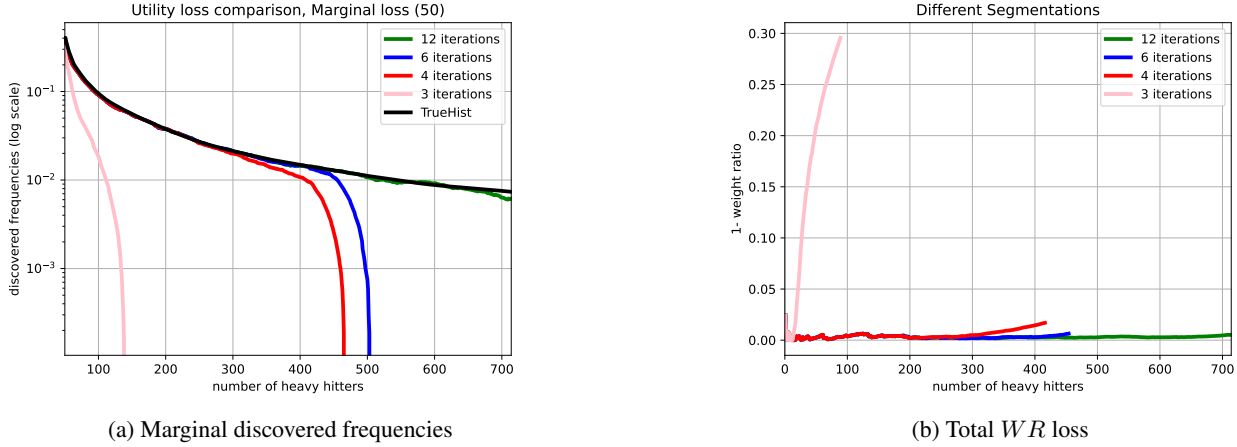 Utility loss comparison, Marginal loss (50)
discovered frequencies (log scale)
10⁻¹
10⁻²
10⁻³
12 iterations
6 iterations
4 iterations
3 iterations
TrueHist
100 200 300 400 500 600 700
number of heavy hitters
(a) Marginal discovered frequencies
Different Segmentations
1- weight ratio
0.30
0.25
0.20
0.15
0.10
0.05
0.00
12 iterations
6 iterations
4 iterations
3 iterations
0 100 200 300 400 500 600 700
number of heavy hitters
(b) Total WR loss